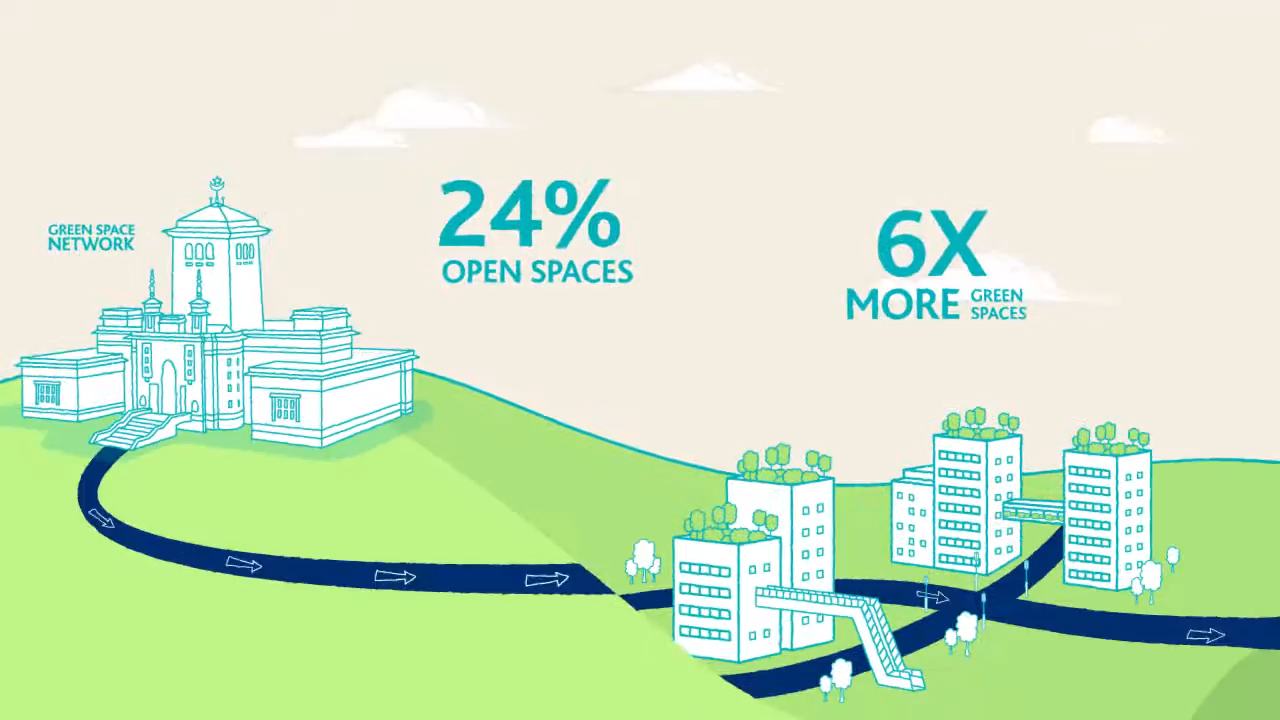 GREEN SPACE
NETWORK
24%
OPEN SPACES
6X
MORE GREEN
SPACES